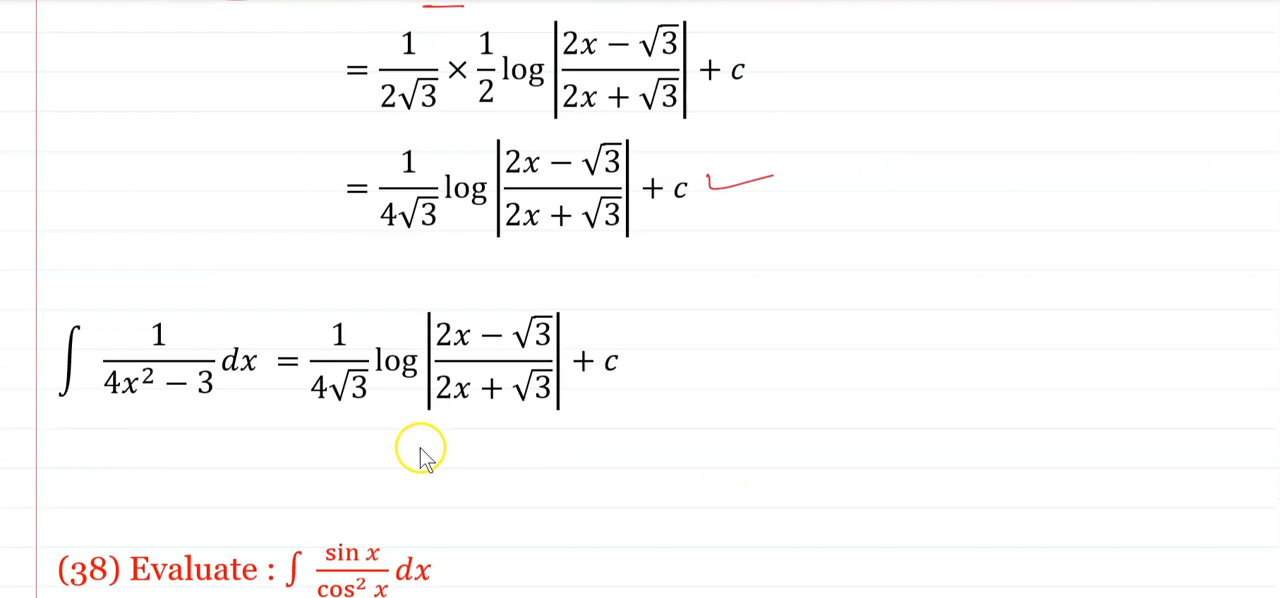 = 1/(2√3) × 1/2 log |(2x − √3)/(2x + √3)| + c
= 1/(4√3) log |(2x − √3)/(2x + √3)| + c
∫ 1/(4x² − 3) dx = 1/(4√3) log |(2x − √3)/(2x + √3)| + c
(38) Evaluate : ∫ sin x/cos² x dx